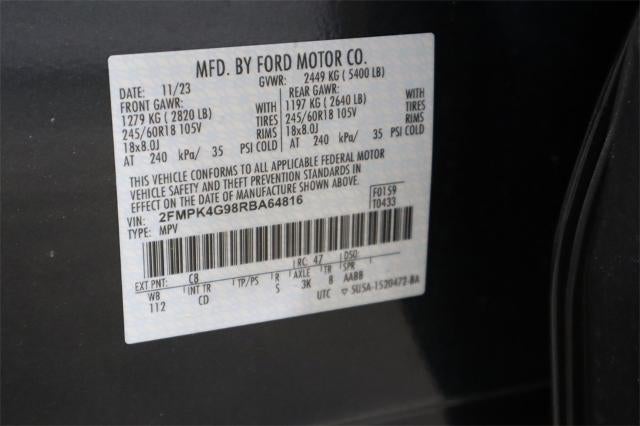 MFD. BY FORD MOTOR CO.
DATE: 11/23 GVWR: 2449 KG ( 5400 LB)
FRONT GAWR: REAR GAWR:
1279 KG ( 2820 LB) WITH 1197 KG ( 2640 LB) WITH
245/60R18 105V TIRES 245/60R18 105V TIRES
18x8.0J RIMS 18x8.0J RIMS
AT 240 kPa/ 35 PSI COLD AT 240 kPa/ 35 PSI COLD
THIS VEHICLE CONFORMS TO ALL APPLICABLE FEDERAL MOTOR
VEHICLE SAFETY AND BUMPER AND THEFT PREVENTION STANDARDS
IN EFFECT ON THE DATE OF MANUFACTURE SHOWN ABOVE.
VIN: 2FMPK4G98RBA64816 F0159
TYPE: MPV T0433
EXT PNT: C8 RC: 47 DSO:
WB INT TR TP/PS R AXLE TR SPR
112 CD S 3K 8 AABB
UTC ▽ 5U5A-1520472-BA